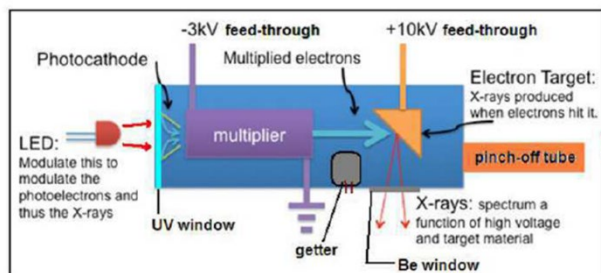 -3kV feed-through
+10kV feed-through
Photocathode
Multiplied electrons
Electron Target:
X-rays produced
when electrons hit it.
multiplier
LED:
Modulate this to
modulate the
photoelectrons and
thus the X-rays
pinch-off tube
UV window
getter
X-rays: spectrum a
function of high voltage
and target material
Be window